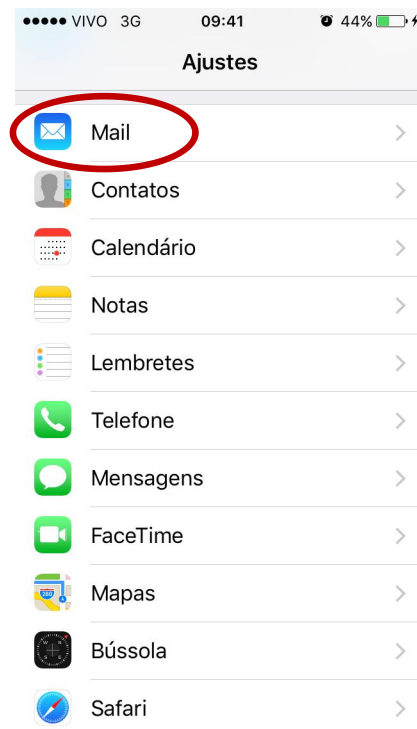 VIVO 3G 09:41 44%
Ajustes
Mail
Contatos
Calendário
Notas
Lembretes
Telefone
Mensagens
FaceTime
Mapas
Bússola
Safari